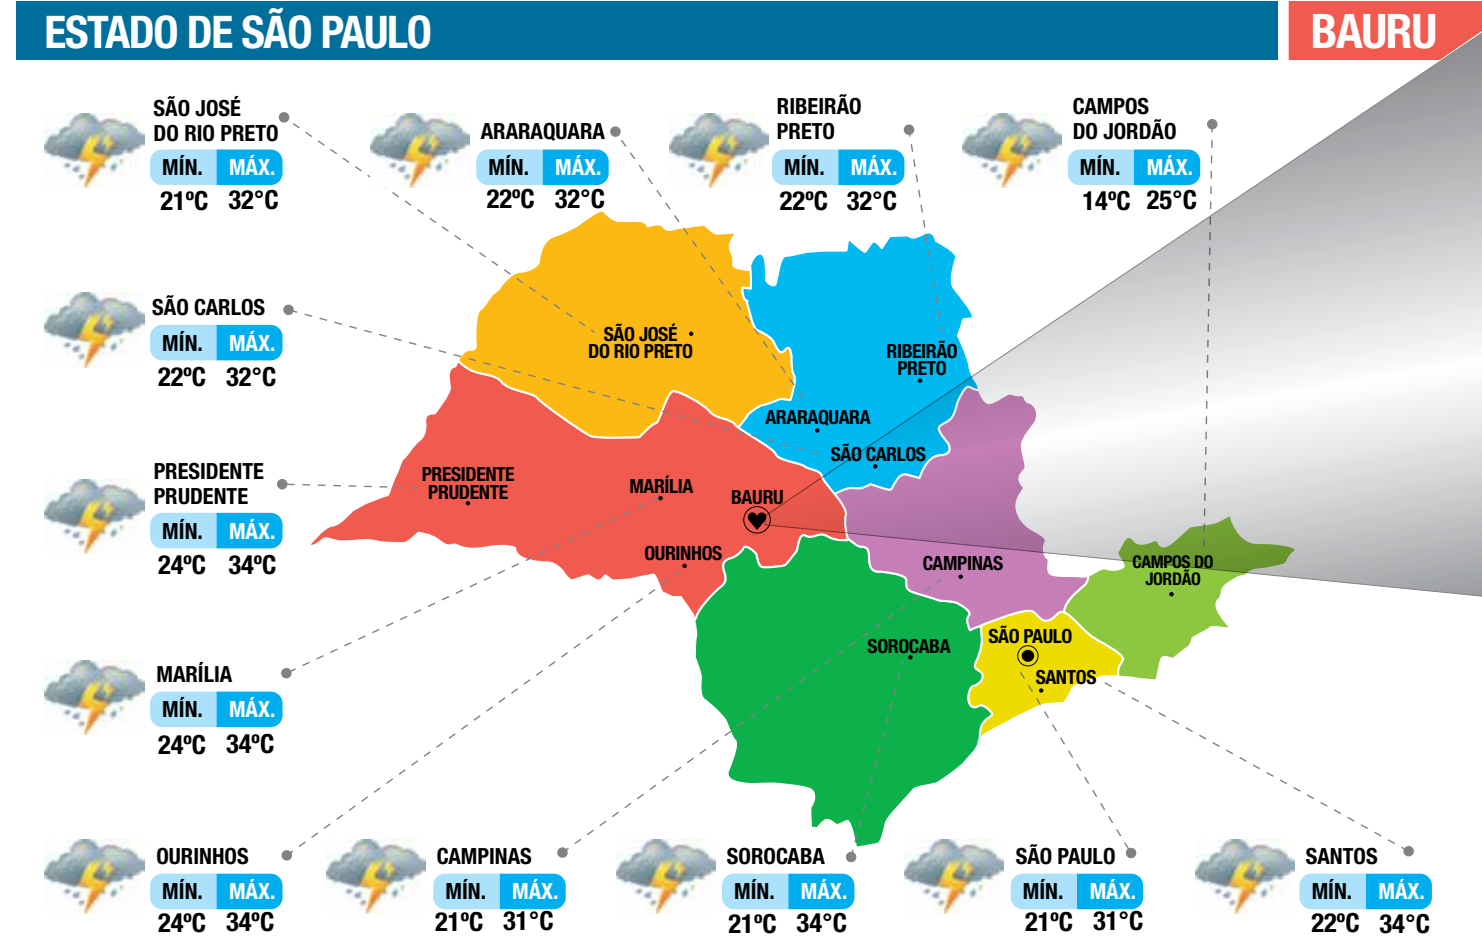 ESTADO DE SÃO PAULO
BAURU
SÃO JOSÉ
DO RIO PRETO
MÍN. MÁX.
21ºC 32°C
ARARAQUARA
MÍN. MÁX.
22ºC 32°C
RIBEIRÃO
PRETO
MÍN. MÁX.
22ºC 32°C
CAMPOS
DO JORDÃO
MÍN. MÁX.
14ºC 25°C
SÃO CARLOS
MÍN. MÁX.
22ºC 32°C
PRESIDENTE
PRUDENTE
MÍN. MÁX.
24ºC 34ºC
MARÍLIA
MÍN. MÁX.
24ºC 34ºC
SÃO JOSÉ
DO RIO PRETO
RIBEIRÃO
PRETO
ARARAQUARA
SÃO CARLOS
PRESIDENTE
PRUDENTE
MARÍLIA
BAURU
OURINHOS
CAMPINAS
CAMPOS DO
JORDÃO
SOROCABA
SÃO PAULO
SANTOS
OURINHOS
MÍN. MÁX.
24ºC 34ºC
CAMPINAS
MÍN. MÁX.
21ºC 31°C
SOROCABA
MÍN. MÁX.
21ºC 34°C
SÃO PAULO
MÍN. MÁX.
21ºC 31°C
SANTOS
MÍN. MÁX.
22ºC 34°C